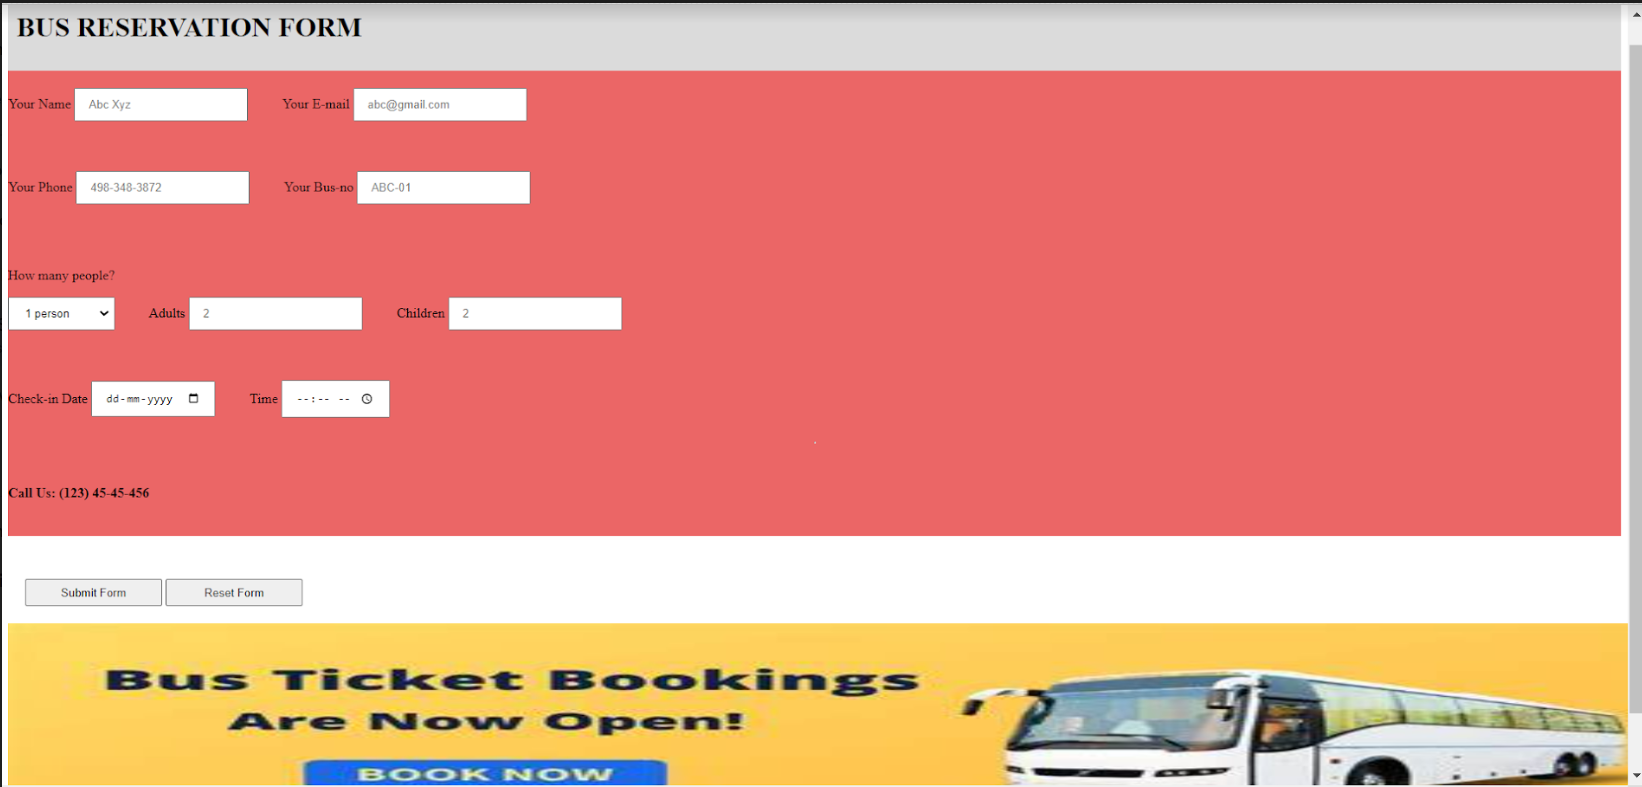 BUS RESERVATION FORM
Your Name Abc Xyz Your E-mail abc@gmail.com
Your Phone 498-348-3872 Your Bus-no ABC-01
How many people?
1 person Adults 2 Children 2
Check-in Date dd-mm-yyyy Time --:-- --
Call Us: (123) 45-45-456
Submit Form Reset Form
Bus Ticket Bookings
Are Now Open!
BOOK NOW